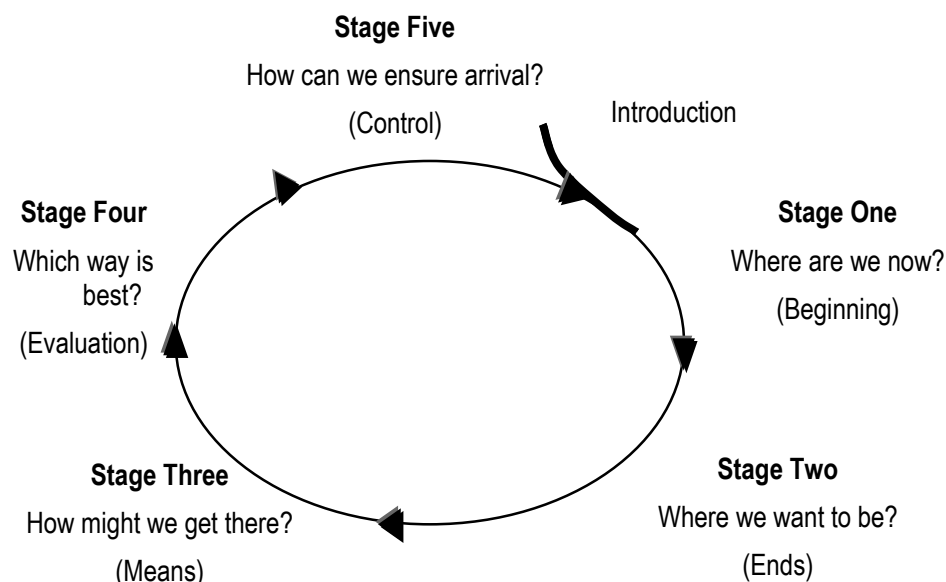 Stage Five
How can we ensure arrival?
(Control)
Introduction
Stage One
Where are we now?
(Beginning)
Stage Two
Where we want to be?
(Ends)
Stage Three
How might we get there?
(Means)
Stage Four
Which way is
best?
(Evaluation)